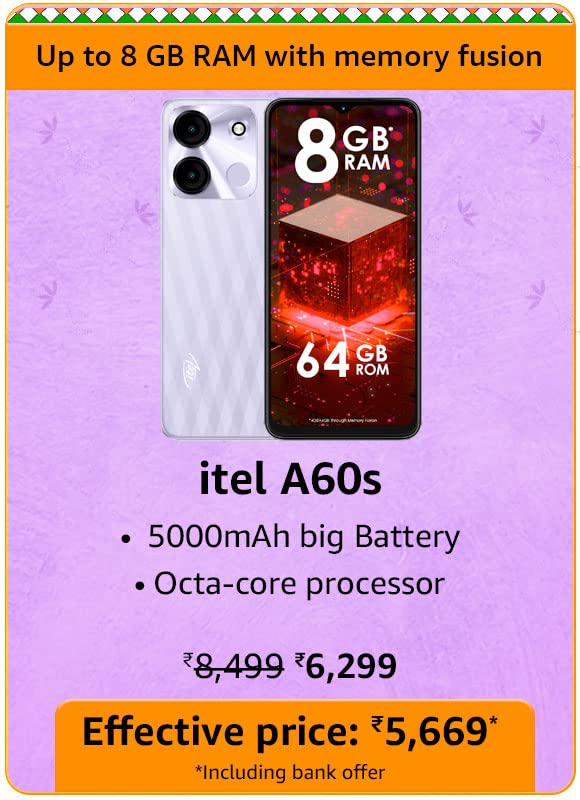 Up to 8 GB RAM with memory fusion
8 GB* RAM
64 GB ROM
itel
itel A60s
• 5000mAh big Battery
• Octa-core processor
₹8,499 ₹6,299
Effective price: ₹5,669*
*Including bank offer